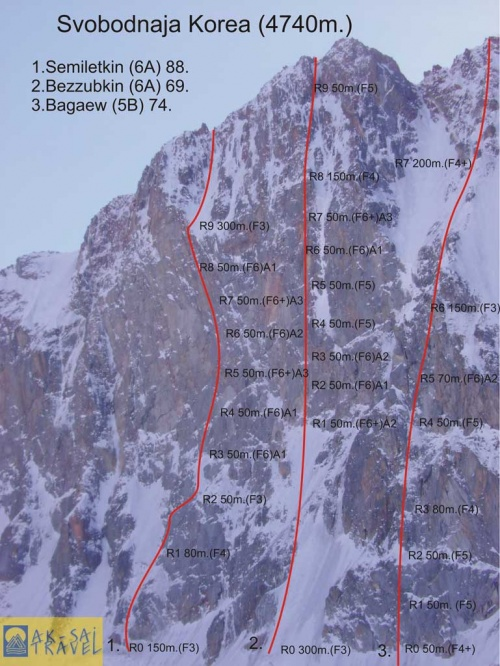 Svobodnaja Korea (4740m.)
1.Semiletkin (6A) 88.
2.Bezzubkin (6A) 69.
3.Bagaew (5B) 74.
R9 300m.(F3)
R8 50m.(F6)A1
R7 50m.(F6+)A3
R6 50m.(F6)A2
R5 50m.(F6+)A3
R4 50m.(F6)A1
R3 50m.(F6)A1
R2 50m.(F3)
R1 80m.(F4)
1. R0 150m.(F3)
R9 50m.(F5)
R8 150m.(F4)
R7 50m.(F6+)A3
R6 50m.(F6)A1
R5 50m.(F5)
R4 50m.(F5)
R3 50m.(F6)A2
R2 50m.(F6)A1
R1 50m.(F6+)A2
2. R0 300m.(F3)
R7 200m.(F4+)
R6 150m.(F3)
R5 70m.(F6)A2
R4 50m.(F5)
R3 80m.(F4)
R2 50m.(F5)
R1 50m. (F5)
3. R0 50m.(F4+)
AK-SAI
TRAVEL